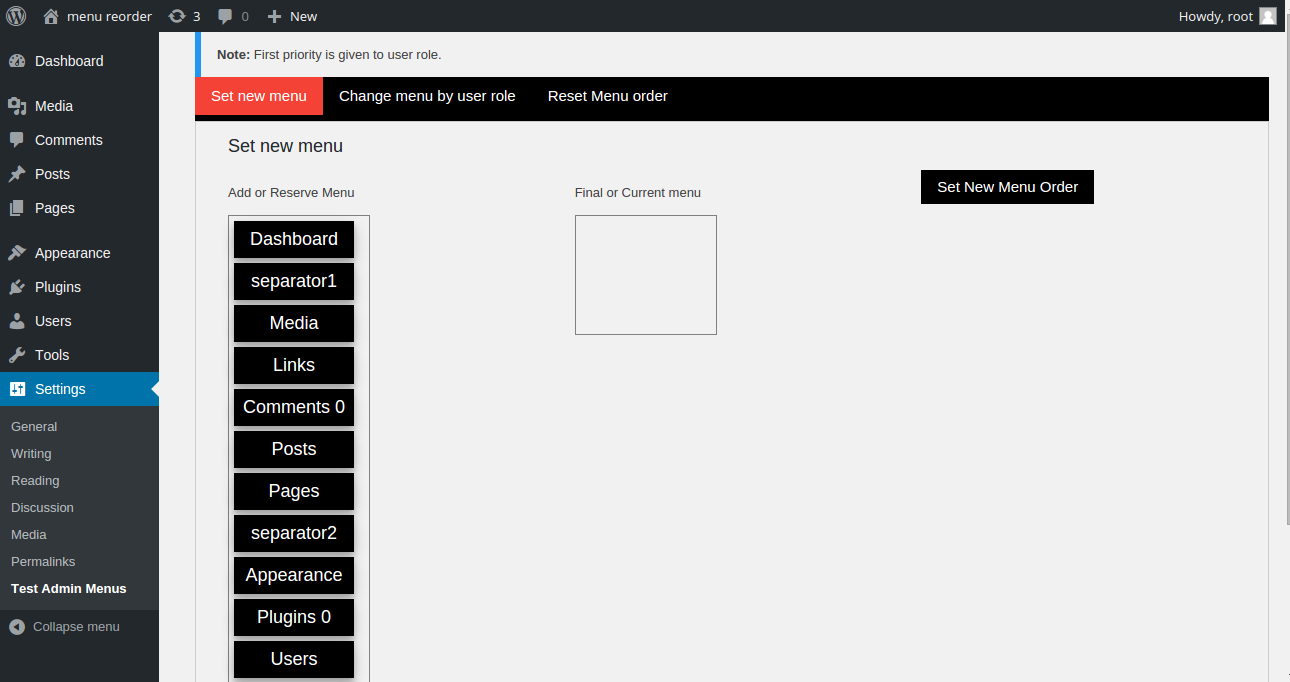 menu reorder 3 0 New Howdy, root
Dashboard
Media
Comments
Posts
Pages
Appearance
Plugins
Users
Tools
Settings
General
Writing
Reading
Discussion
Media
Permalinks
Test Admin Menus
Collapse menu
Note: First priority is given to user role.
Set new menu Change menu by user role Reset Menu order
Set new menu
Add or Reserve Menu
Dashboard
separator1
Media
Links
Comments 0
Posts
Pages
separator2
Appearance
Plugins 0
Users
Final or Current menu
Set New Menu Order